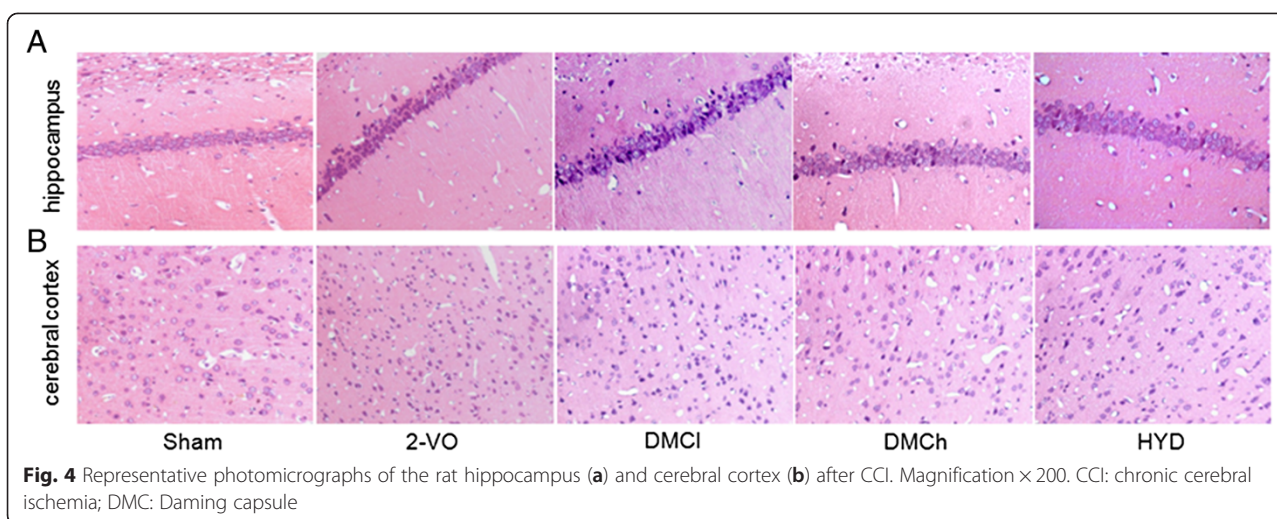 A
hippocampus
B
cerebral cortex
Sham 2-VO DMCl DMCh HYD
Fig. 4 Representative photomicrographs of the rat hippocampus (a) and cerebral cortex (b) after CCI. Magnification × 200. CCI: chronic cerebral
ischemia; DMC: Daming capsule